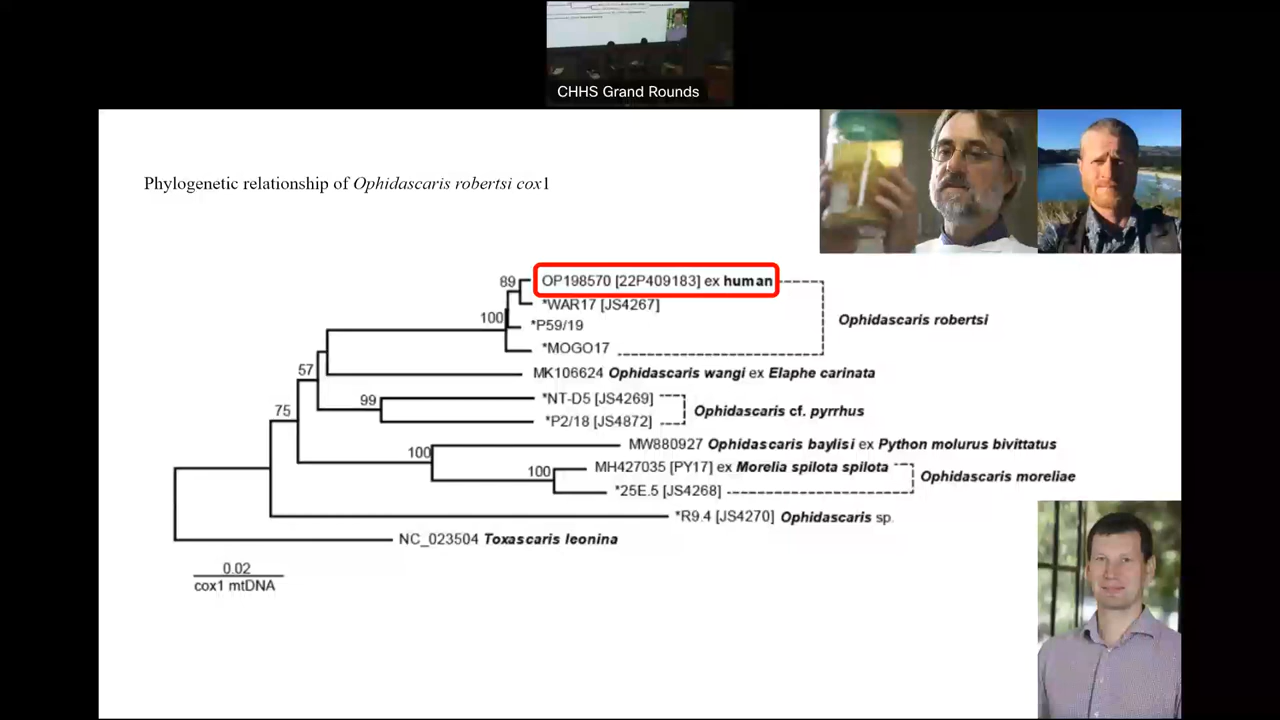 CHHS Grand Rounds
Phylogenetic relationship of Ophidascaris robertsi cox1
89
OP198570 [22P409183] ex human
*WAR17 [JS4267]
100
*P59/19
Ophidascaris robertsi
*MOGO17
57
MK106624 Ophidascaris wangi ex Elaphe carinata
99
*NT-D5 [JS4269]
75
Ophidascaris cf. pyrrhus
*P2/18 [JS4872]
MW880927 Ophidascaris baylisi ex Python molurus bivittatus
100
MH427035 [PY17] ex Morelia spilota spilota
100
Ophidascaris moreliae
*25E.5 [JS4268]
*R9.4 [JS4270] Ophidascaris sp.
NC_023504 Toxascaris leonina
0.02
cox1 mtDNA